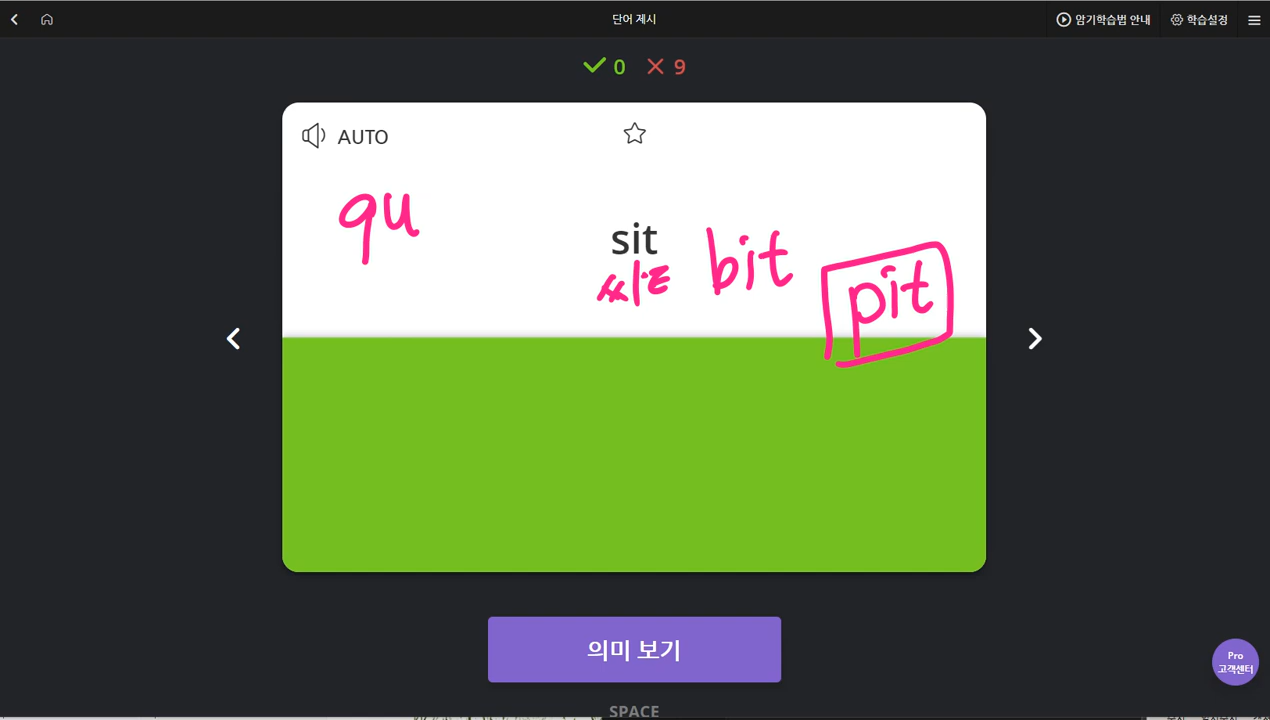 단어 제시
암기학습법 안내
학습설정
0
9
AUTO
qu
sit
ㅆㅣㅌ
bit
pit
의미 보기
Pro
고객센터
SPACE